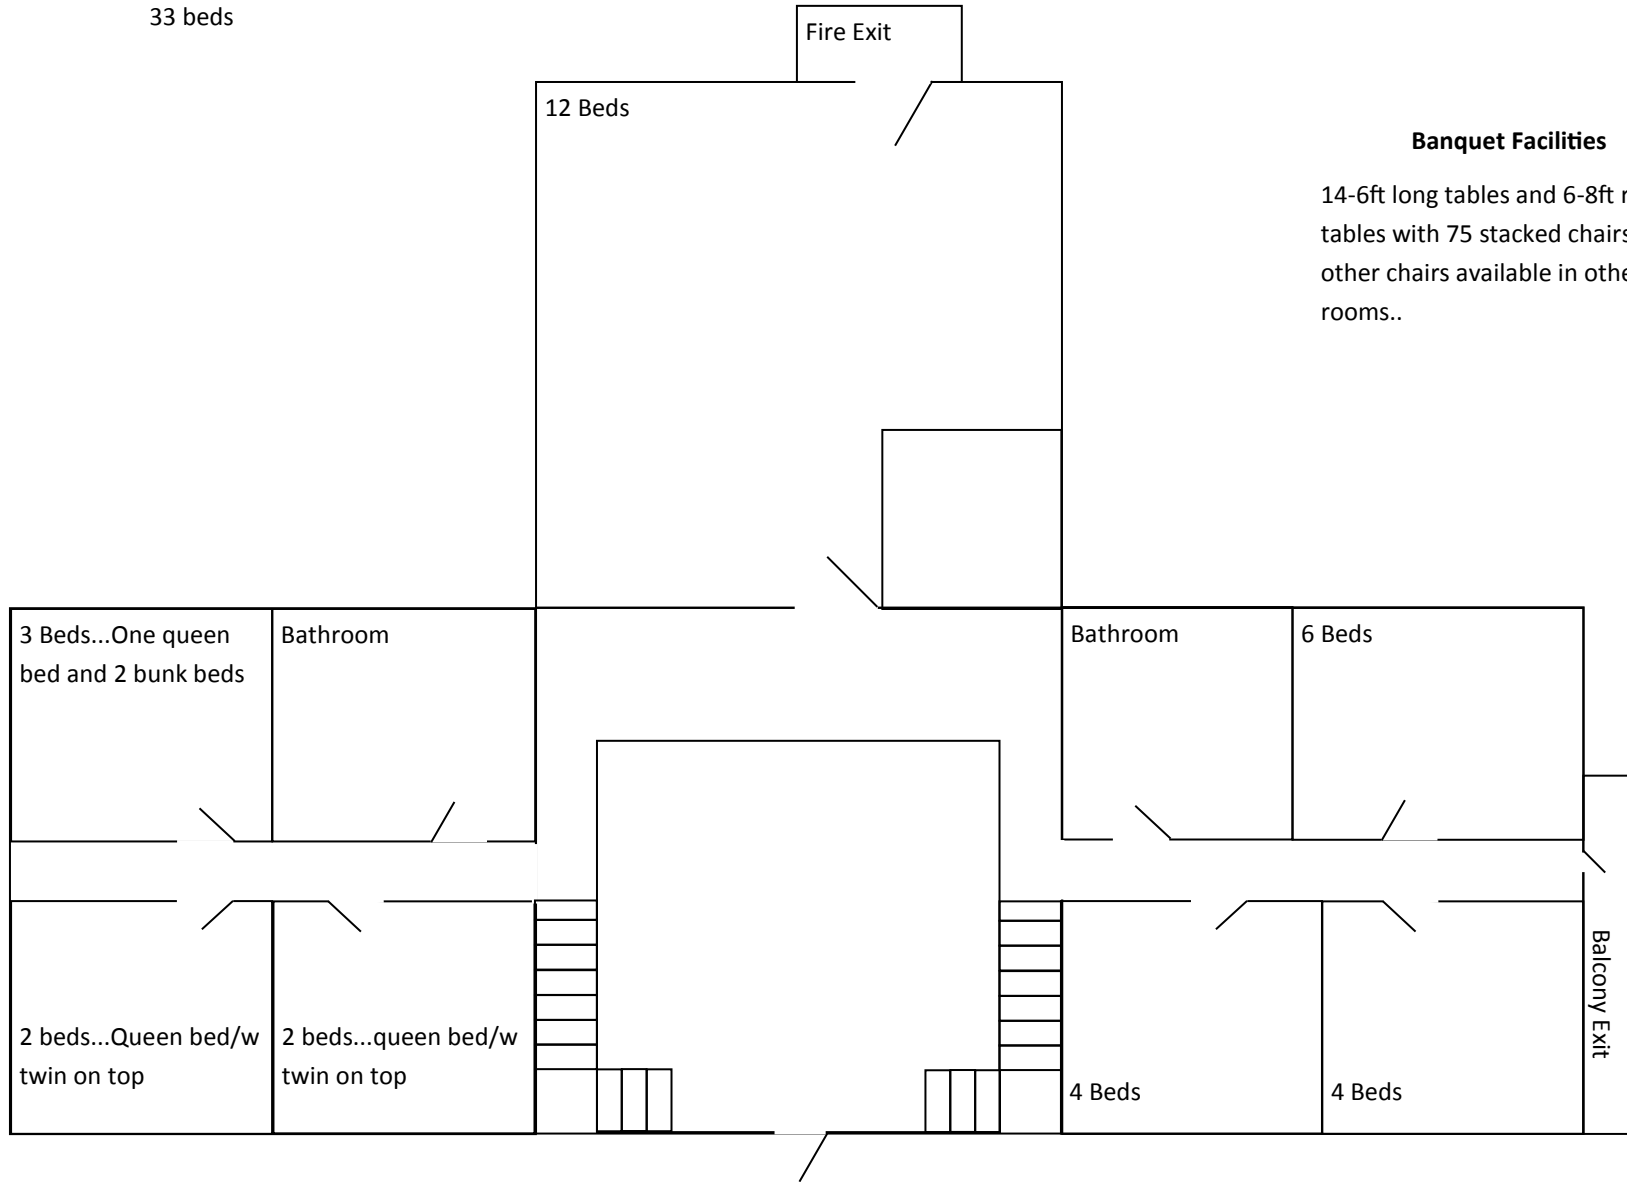 33 beds
Fire Exit
12 Beds
Banquet Facilities
14-6ft long tables and 6-8ft
tables with 75 stacked chairs
other chairs available in
rooms..
3 Beds...One queen
bed and 2 bunk beds
Bathroom
Bathroom
6 Beds
2 beds...Queen bed/w
twin on top
2 beds...queen bed/w
twin on top
4 Beds
4 Beds
Balcony Exit